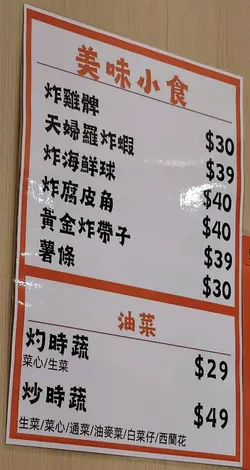 美味小食
炸雞髀 $30
天婦羅炸蝦 $39
炸海鮮球 $40
炸腐皮角 $40
黃金炸帶子 $39
薯條 $30
油菜
灼時蔬 $29
菜心/生菜
炒時蔬 $49
生菜/菜心/通菜/油麥菜/白菜仔/西蘭花